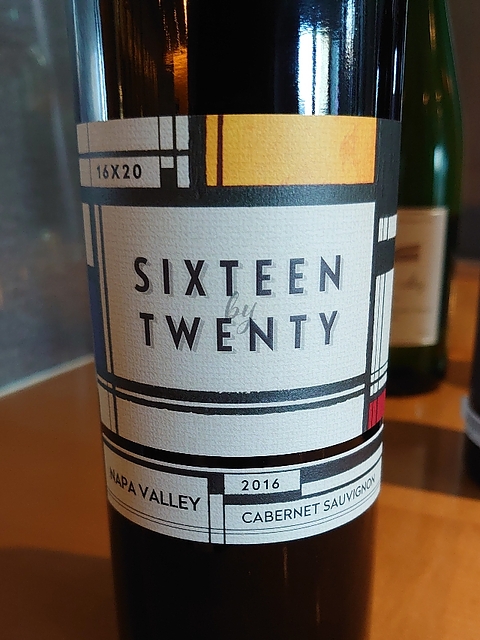 16X20
SIXTEEN
by
TWENTY
2016
NAPA VALLEY
CABERNET SAUVIGNON